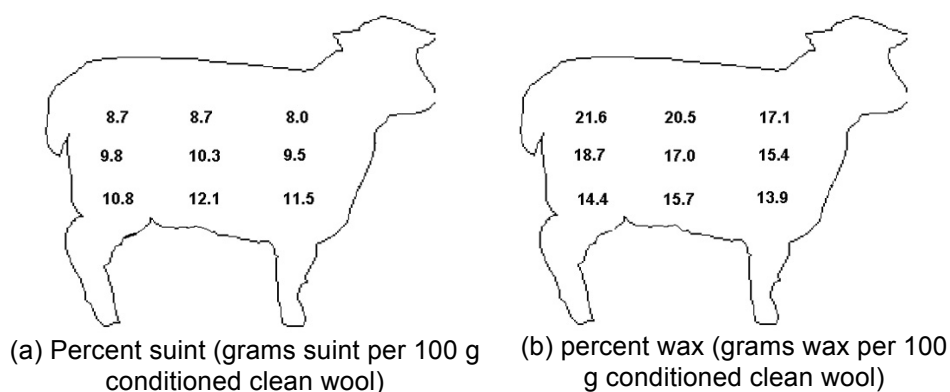 8.7 8.7 8.0
9.8 10.3 9.5
10.8 12.1 11.5
(a) Percent suint (grams suint per 100 g
conditioned clean wool)
21.6 20.5 17.1
18.7 17.0 15.4
14.4 15.7 13.9
(b) percent wax (grams wax per 100
g conditioned clean wool)